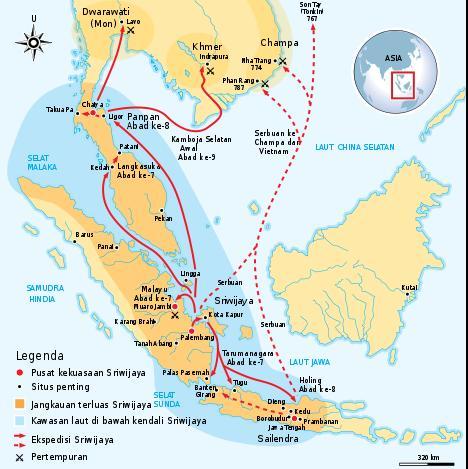 Son Tay
(Tonkin)
767
Dwarawati
(Mon)
Lavo
U
Khmer
Indrapura
Champa
Nha Trang
774
Phan Rang
787
ASIA
Takua Pa
Chaiya
Ligor
Panpan
Abad ke-8
Kamboja Selatan
Awal
Abad ke-9
Serbuan ke
Champa dan
Vietnam
LAUT CHINA SELATAN
SELAT
MALAKA
Patani
Kedah
Langkasuka
Abad ke-7
Pekan
Barus
Panai
SAMUDRA
HINDIA
Lingga
Malayu
Abad ke-7
Muaro Jambi
Serbuan
Sriwijaya
Kota Kapur
Karang Brahi
Palembang
Tanah Abang
Kutai
Serbuan
Tarumanagara
Abad ke-7
LAUT JAWA
Palas Pasemah
Banten
Girang
Tugu
Holing
Abad ke-8
SELAT
SUNDA
Dieng
Kedu
Borobudur
Prambanan
Jawa Tengah
Sailendra
Legenda
Pusat kekuasaan Sriwijaya
Situs penting
Jangkauan terluas Sriwijaya
Kawasan laut di bawah kendali Sriwijaya
Ekspedisi Sriwijaya
Pertempuran
320 km